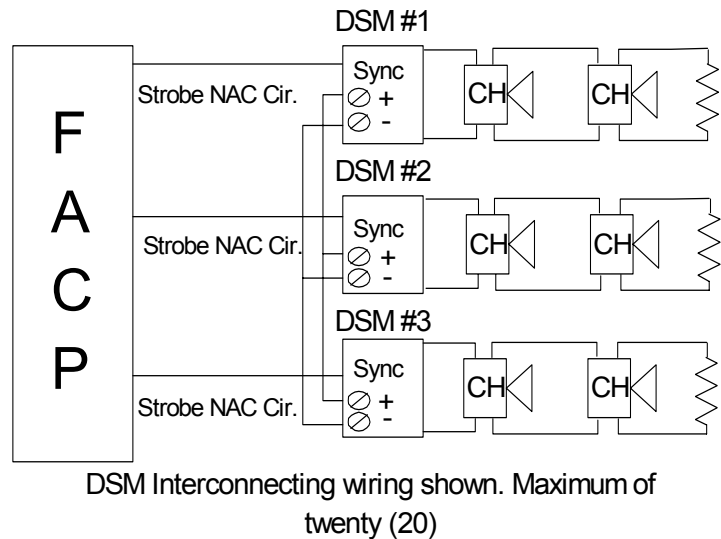 DSM #1
Sync
+
-
Strobe NAC Cir.
CH
CH
F
A
C
P
DSM #2
Sync
+
-
Strobe NAC Cir.
CH
CH
DSM #3
Sync
+
-
Strobe NAC Cir.
CH
CH
DSM Interconnecting wiring shown. Maximum of
twenty (20)